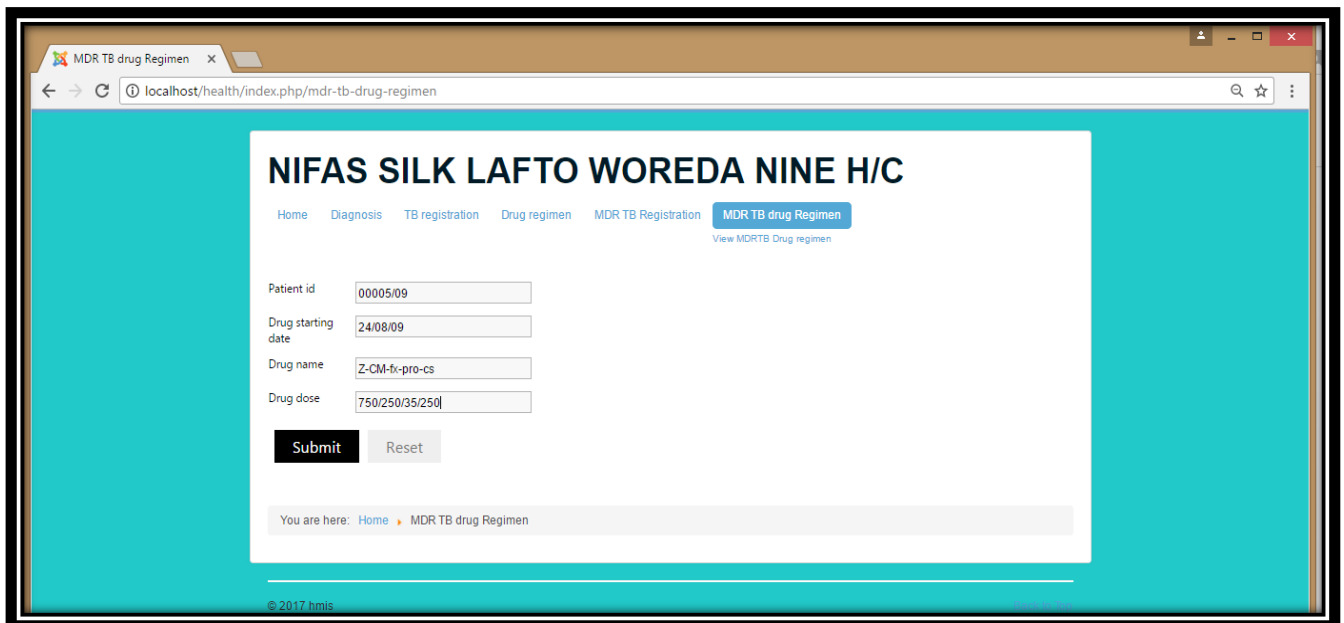 MDR TB drug Regimen
localhost/health/index.php/mdr-tb-drug-regimen
NIFAS SILK LAFTO WOREDA NINE H/C
Home Diagnosis TB registration Drug regimen MDR TB Registration MDR TB drug Regimen
View MDRTB Drug regimen
Patient id 00005/09
Drug starting
date 24/08/09
Drug name Z-CM-fx-pro-cs
Drug dose 750/250/35/250
Submit Reset
You are here: Home MDR TB drug Regimen
© 2017 hmis Back to Top